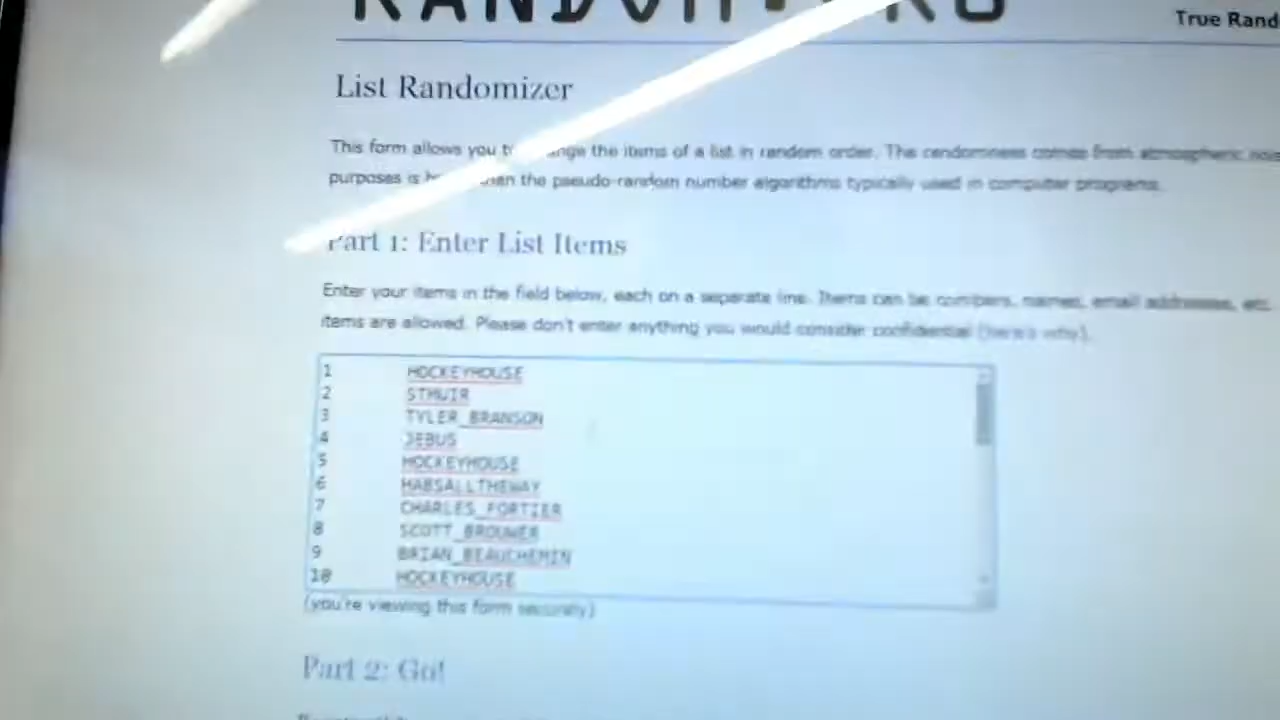 RANDOM.ORG
True Rand
List Randomizer
This form allows you the items of a list in random order. The randomness comes from atmospheric
purposes is than the pseudo-random number algorithms typically used in computer programs.
Part 1: Enter List Items
Enter your items in the field below, each on a separate line. Items can be numbers, names, email addresses, etc.
items are allowed. Please don't enter anything you would consider confidential (here's why).
1 HOCKEYHOUSE
2 STMUIR
3 TYLER_BRANSON
4 JEBUS
5 HOCKEYHOUSE
6 HABSALLTHEWAY
7 CHARLES_FORTIER
8 SCOTT_BROUWER
9 BRIAN_BEAUCHEMIN
10 HOCKEYHOUSE
(you're viewing this form securely)
Part 2: Go!